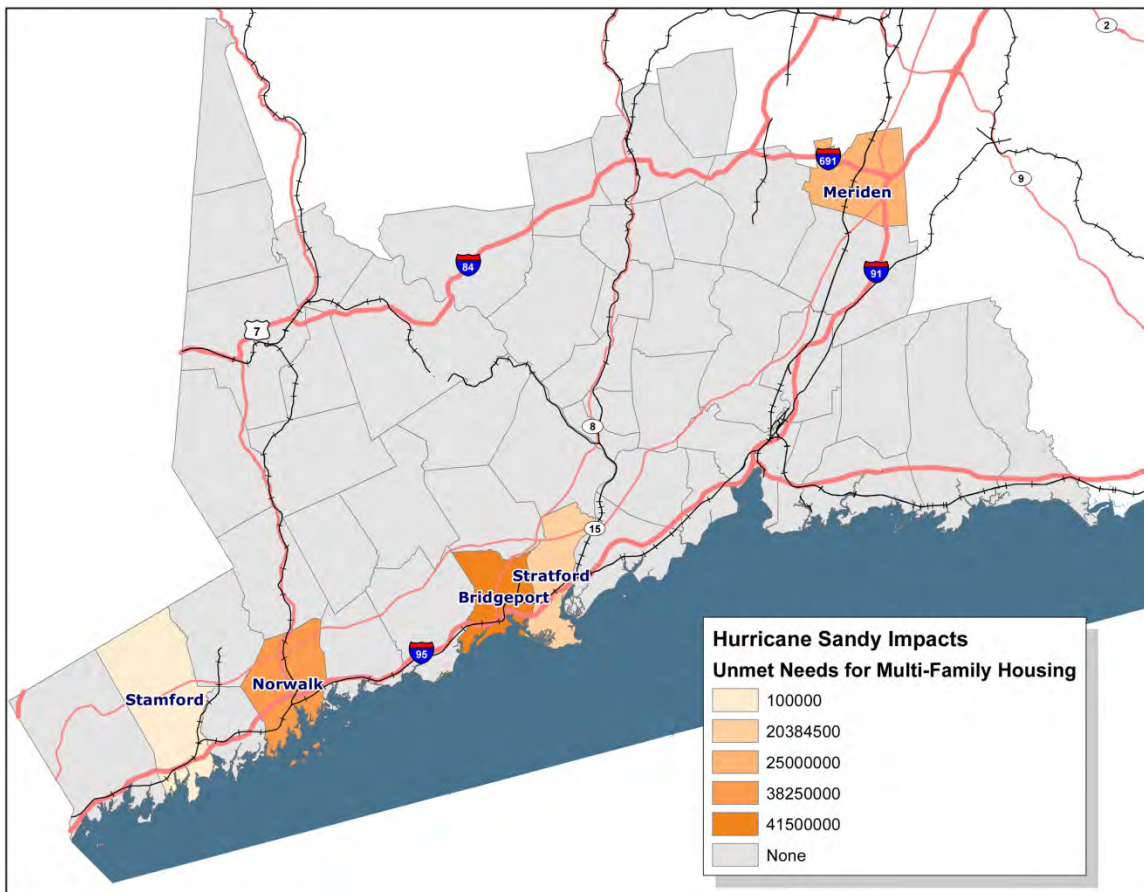 2
691
Meriden
9
84
91
7
8
15
Stratford
Bridgeport
95
Norwalk
Stamford
Hurricane Sandy Impacts
Unmet Needs for Multi-Family Housing
100000
20384500
25000000
38250000
41500000
None